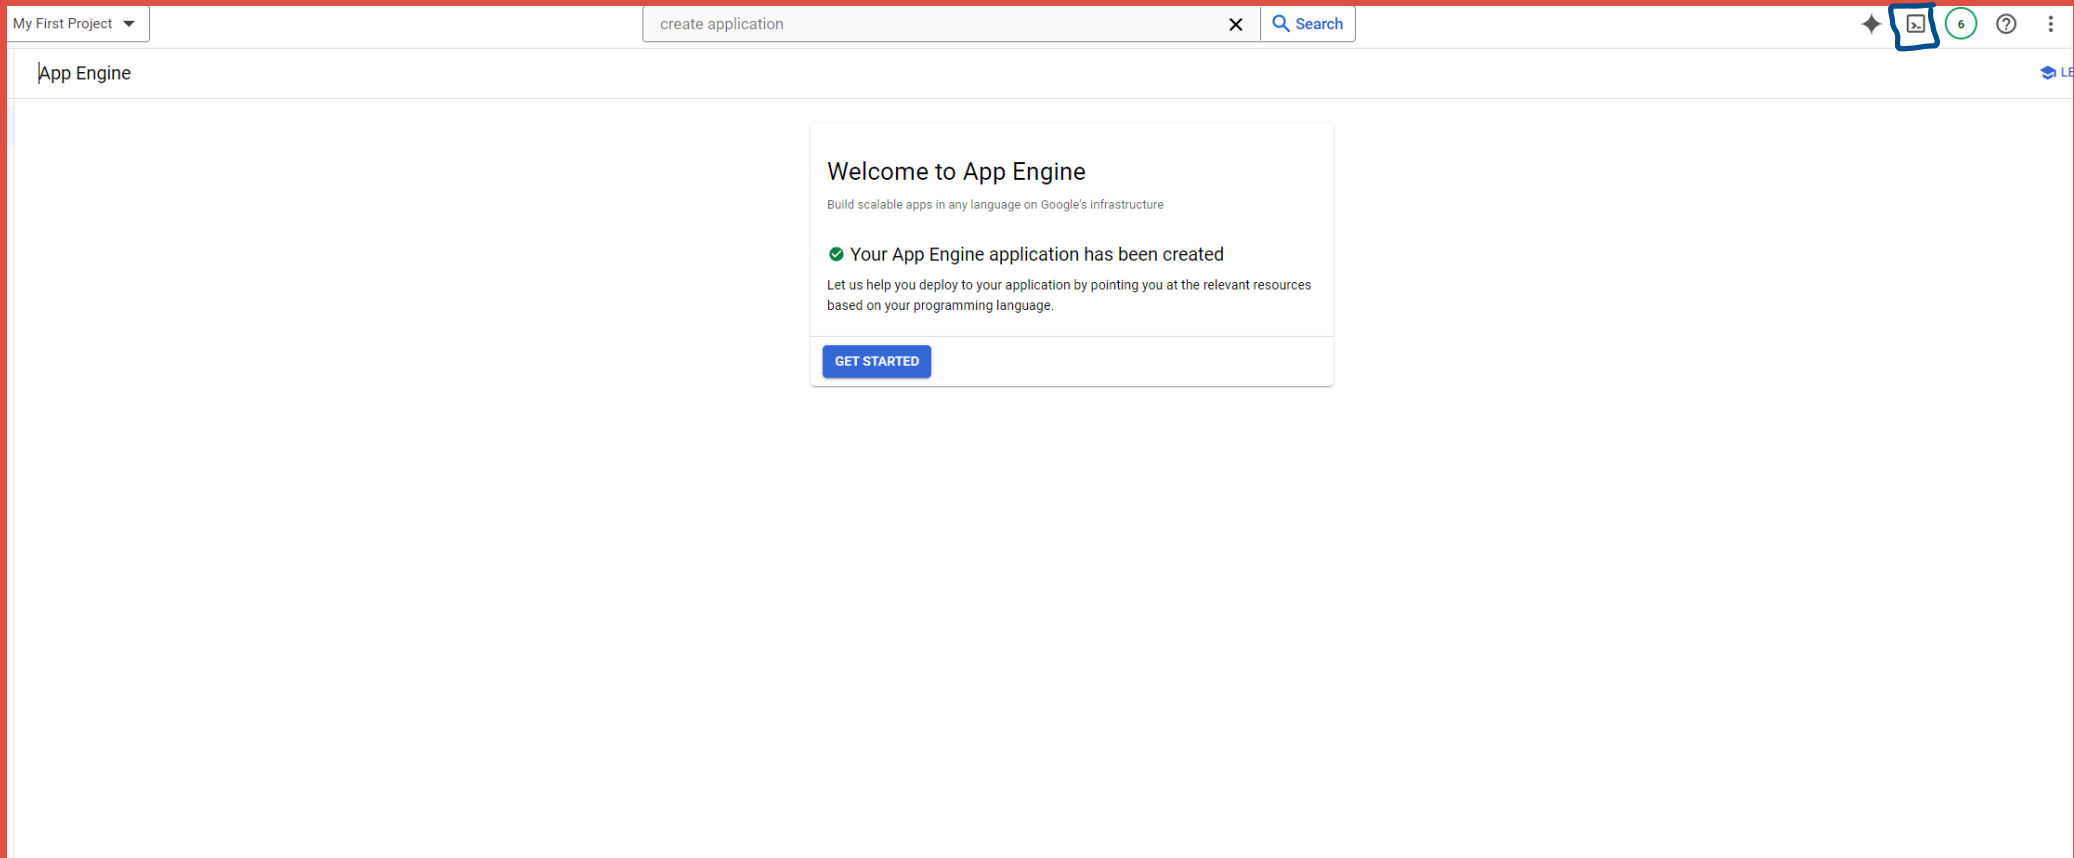 My First Project
create application
Search
6
App Engine
LE
Welcome to App Engine
Build scalable apps in any language on Google's infrastructure
Your App Engine application has been created
Let us help you deploy to your application by pointing you at the relevant resources
based on your programming language.
GET STARTED